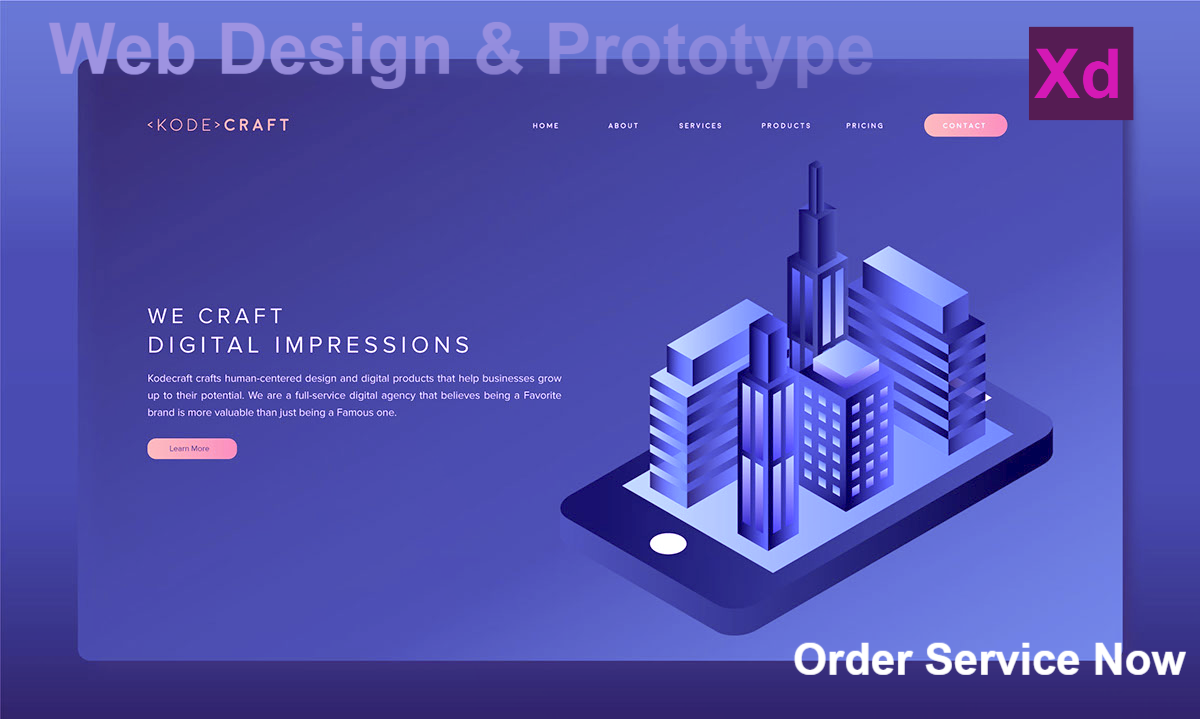 Web Design & Prototype
Xd
<KODE>CRAFT
HOME ABOUT SERVICES PRODUCTS PRICING CONTACT
WE CRAFT
DIGITAL IMPRESSIONS
Kodecraft crafts human-centered design and digital products that help businesses grow
up to their potential. We are a full-service digital agency that believes being a Favorite
brand is more valuable than just being a Famous one.
Learn More
Order Service Now